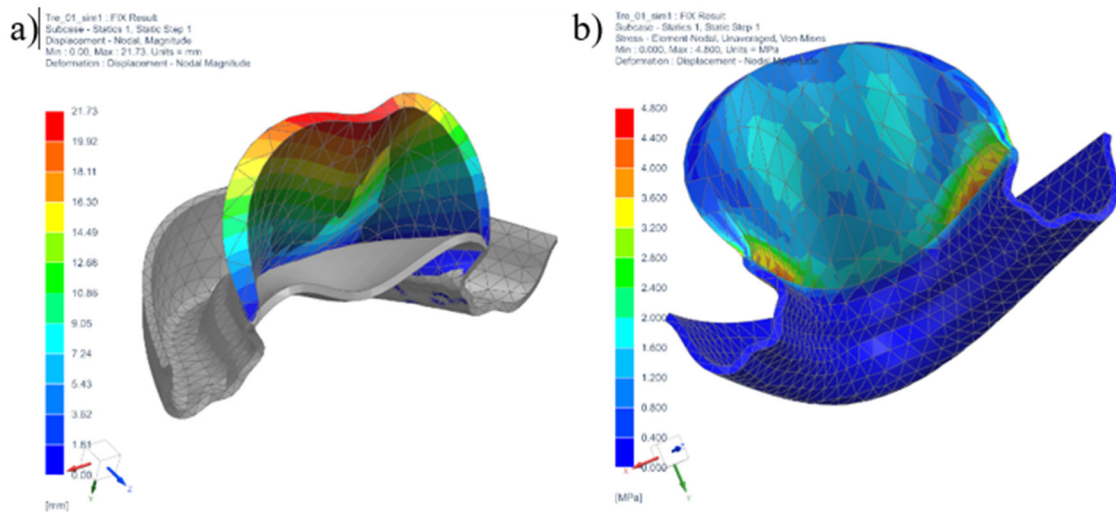 a)
Tre_01_sim1 : FIX Result
Subcase - Statics 1, Static Step 1
Displacement - Nodal, Magnitude
Min : 0.00, Max : 21.73, Units = mm
Deformation : Displacement - Nodal Magnitude
21.73
19.92
18.11
16.30
14.49
12.68
10.86
9.05
7.24
5.43
3.62
1.81
0.00
[mm]
Y
Z
b)
Tre_01_sim1 : FIX Result
Subcase - Statics 1, Static Step 1
Stress - Element-Nodal, Unaveraged, Von-Mises
Min : 0.000, Max : 4.800, Units = MPa
Deformation : Displacement - Nodal Magnitude
4.800
4.400
4.000
3.600
3.200
2.800
2.400
2.000
1.600
1.200
0.800
0.400
0.000
[MPa]
X
Y